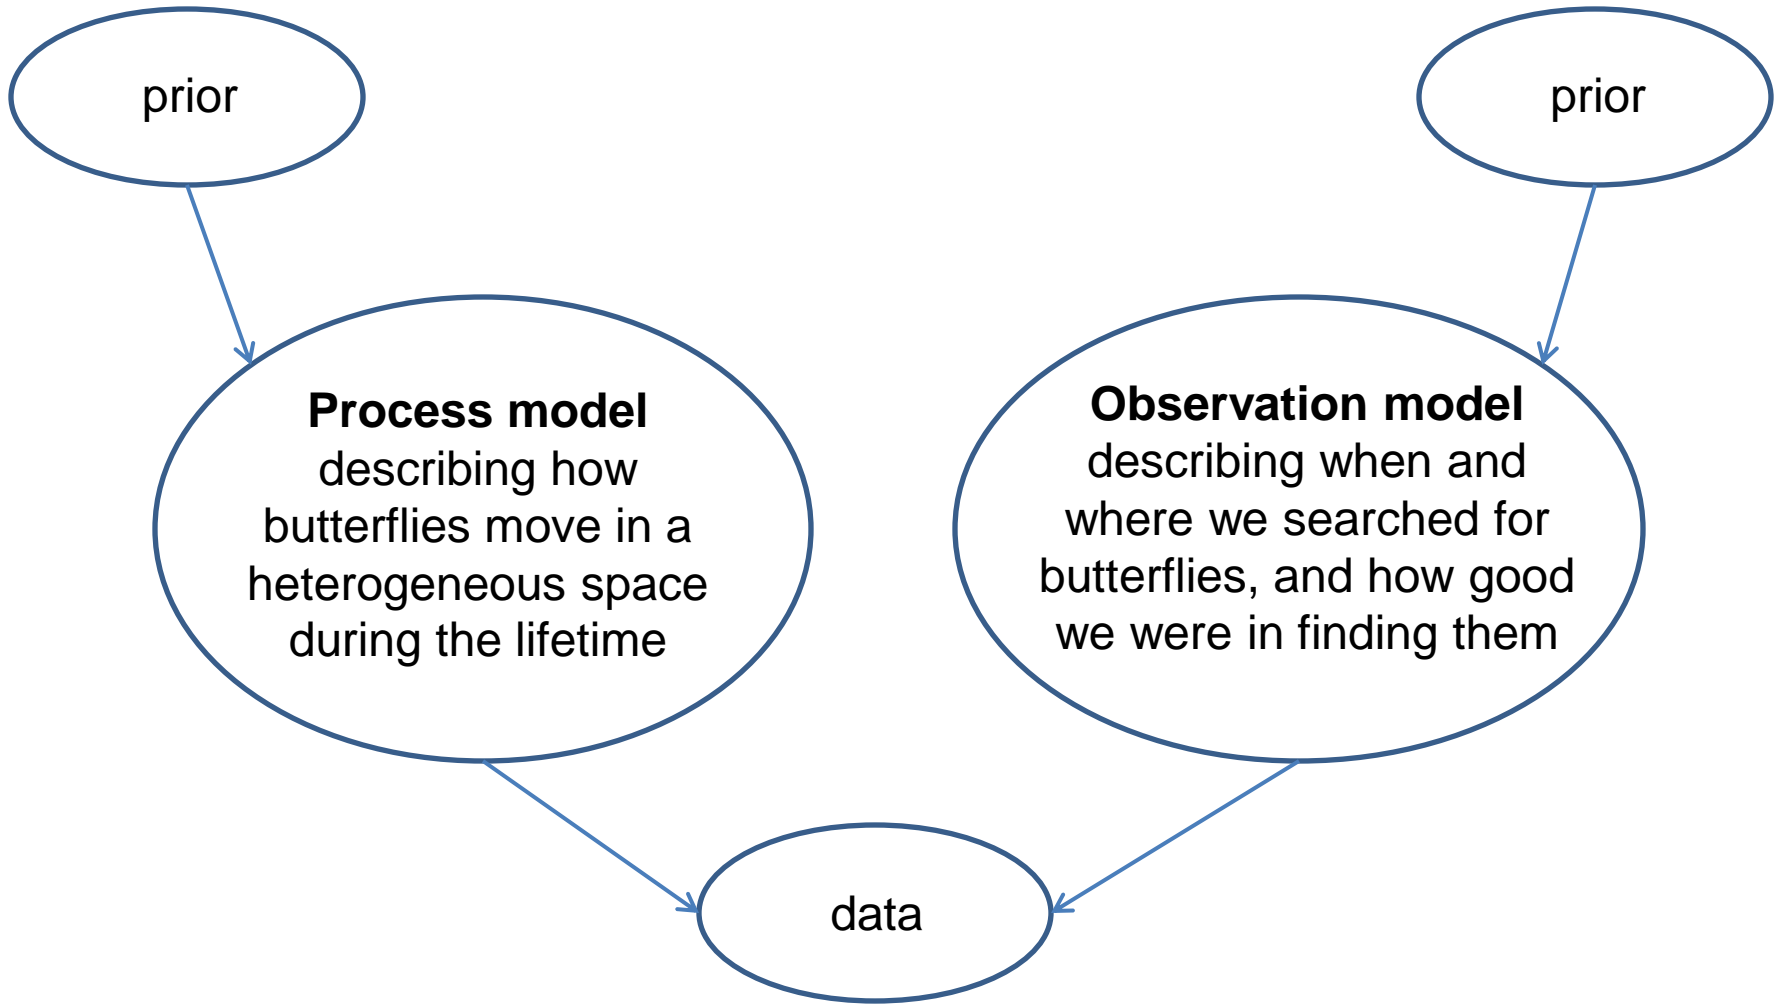 prior
prior
Process model
describing how
butterflies move in a
heterogeneous space
during the lifetime
Observation model
describing when and
where we searched for
butterflies, and how good
we were in finding them
data